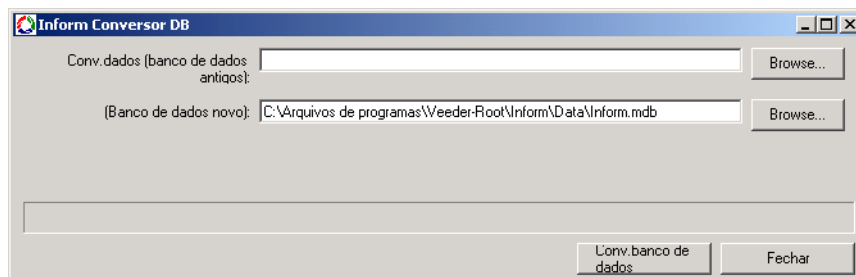 Inform Conversor DB
Conv.dados (banco de dados
antigos):
Browse...
(Banco de dados novo):
C:\Arquivos de programas\Veeder-Root\Inform\Data\Inform.mdb
Browse...
Conv.banco de
dados
Fechar